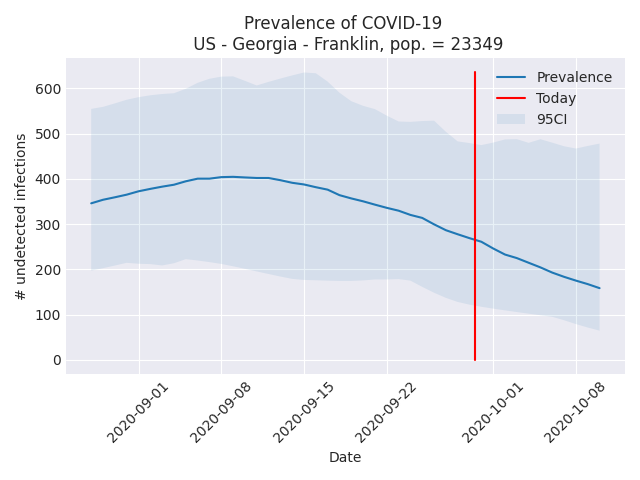 Prevalence of COVID-19
US - Georgia - Franklin, pop. = 23349
Prevalence
Today
95CI
600
500
400
300
200
100
0
# undetected infections
2020-09-01
2020-09-08
2020-09-15
2020-09-22
2020-10-01
2020-10-08
Date